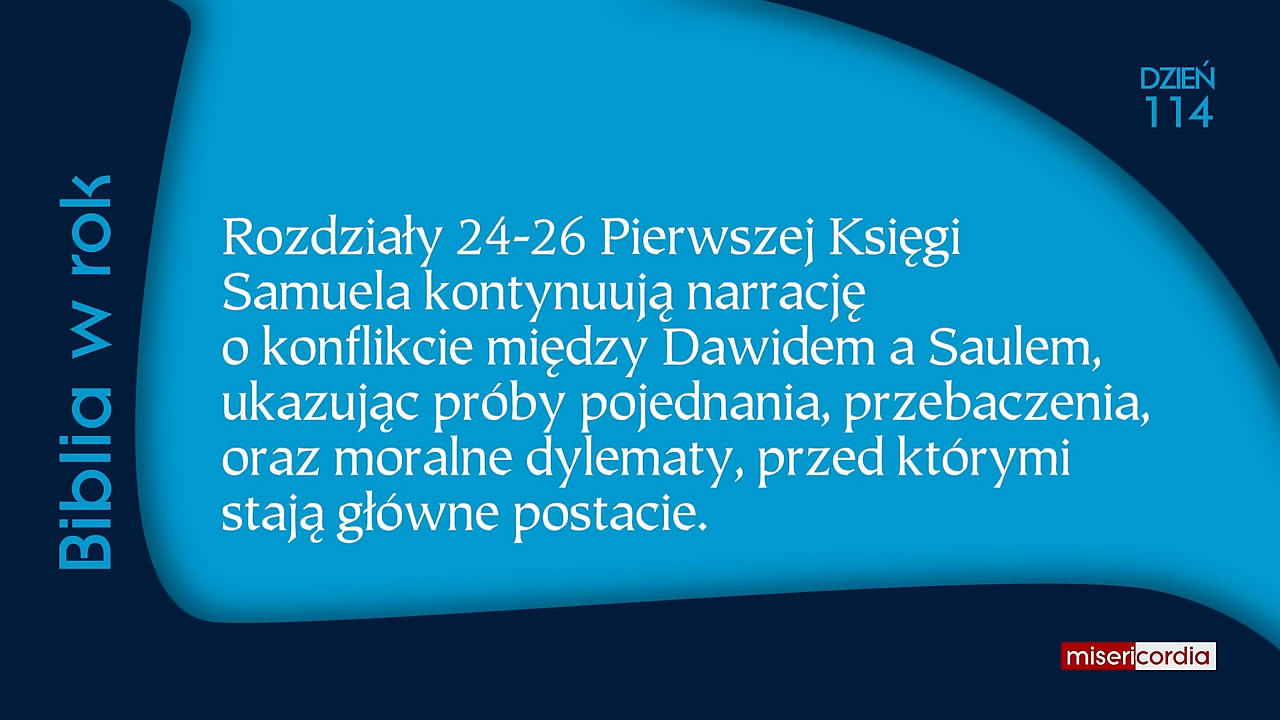 Biblia w rok
DZIEŃ
114
Rozdziały 24-26 Pierwszej Księgi
Samuela kontynuują narrację
o konflikcie między Dawidem a Saulem,
ukazując próby pojednania, przebaczenia,
oraz moralne dylematy, przed którymi
stają główne postacie.
misericordia